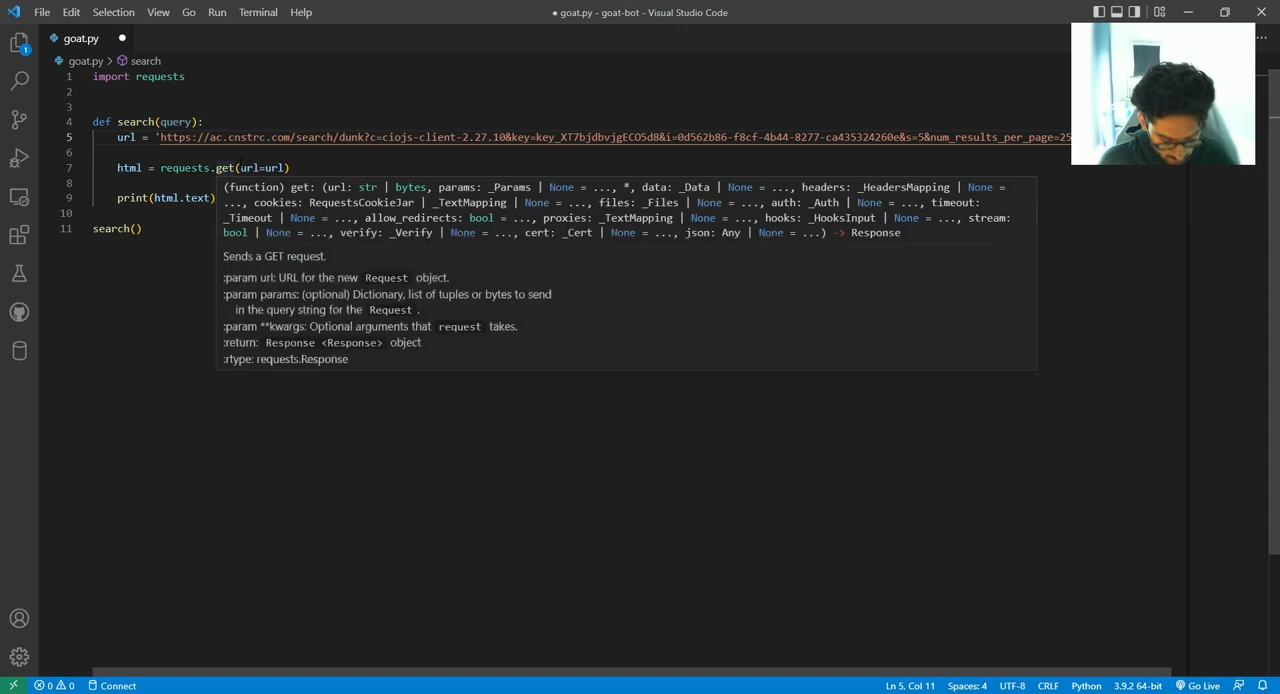 File Edit Selection View Go Run Terminal Help
● goat.py - goat-bot - Visual Studio Code
goat.py
goat.py > search
1 import requests
2
3
4 def search(query):
5 url = 'https://ac.cnstrc.com/search/dunk?c=ciojs-client-2.27.10&key=key_XT7bjdbvjgECO5d8&i=0d562b86-f8cf-4b44-8277-ca435324260e&s=5&num_results_per_page=25
6
7 html = requests.get(url=url)
8
9 print(html.text)
10
11 search()
(function) get: (url: str | bytes, params: _Params | None = ..., *, data: _Data | None = ..., headers: _HeadersMapping | None =
..., cookies: RequestsCookieJar | _TextMapping | None = ..., files: _Files | None = ..., auth: _Auth | None = ..., timeout:
_Timeout | None = ..., allow_redirects: bool = ..., proxies: _TextMapping | None = ..., hooks: _HooksInput | None = ..., stream:
bool | None = ..., verify: _Verify | None = ..., cert: _Cert | None = ..., json: Any | None = ...) -> Response
Sends a GET request.
:param url: URL for the new Request object.
:param params: (optional) Dictionary, list of tuples or bytes to send
in the query string for the Request.
:param **kwargs: Optional arguments that request takes.
:return: Response <Response> object
:rtype: requests.Response
1
0 0 Connect
Ln 5, Col 11 Spaces: 4 UTF-8 CRLF Python 3.9.2 64-bit Go Live